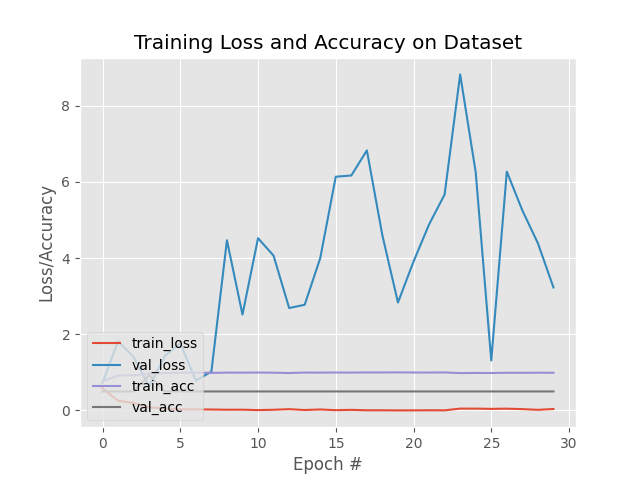 Training Loss and Accuracy on Dataset
Loss/Accuracy
8
6
4
2
0
train_loss
val_loss
train_acc
val_acc
0 5 10 15 20 25 30
Epoch #